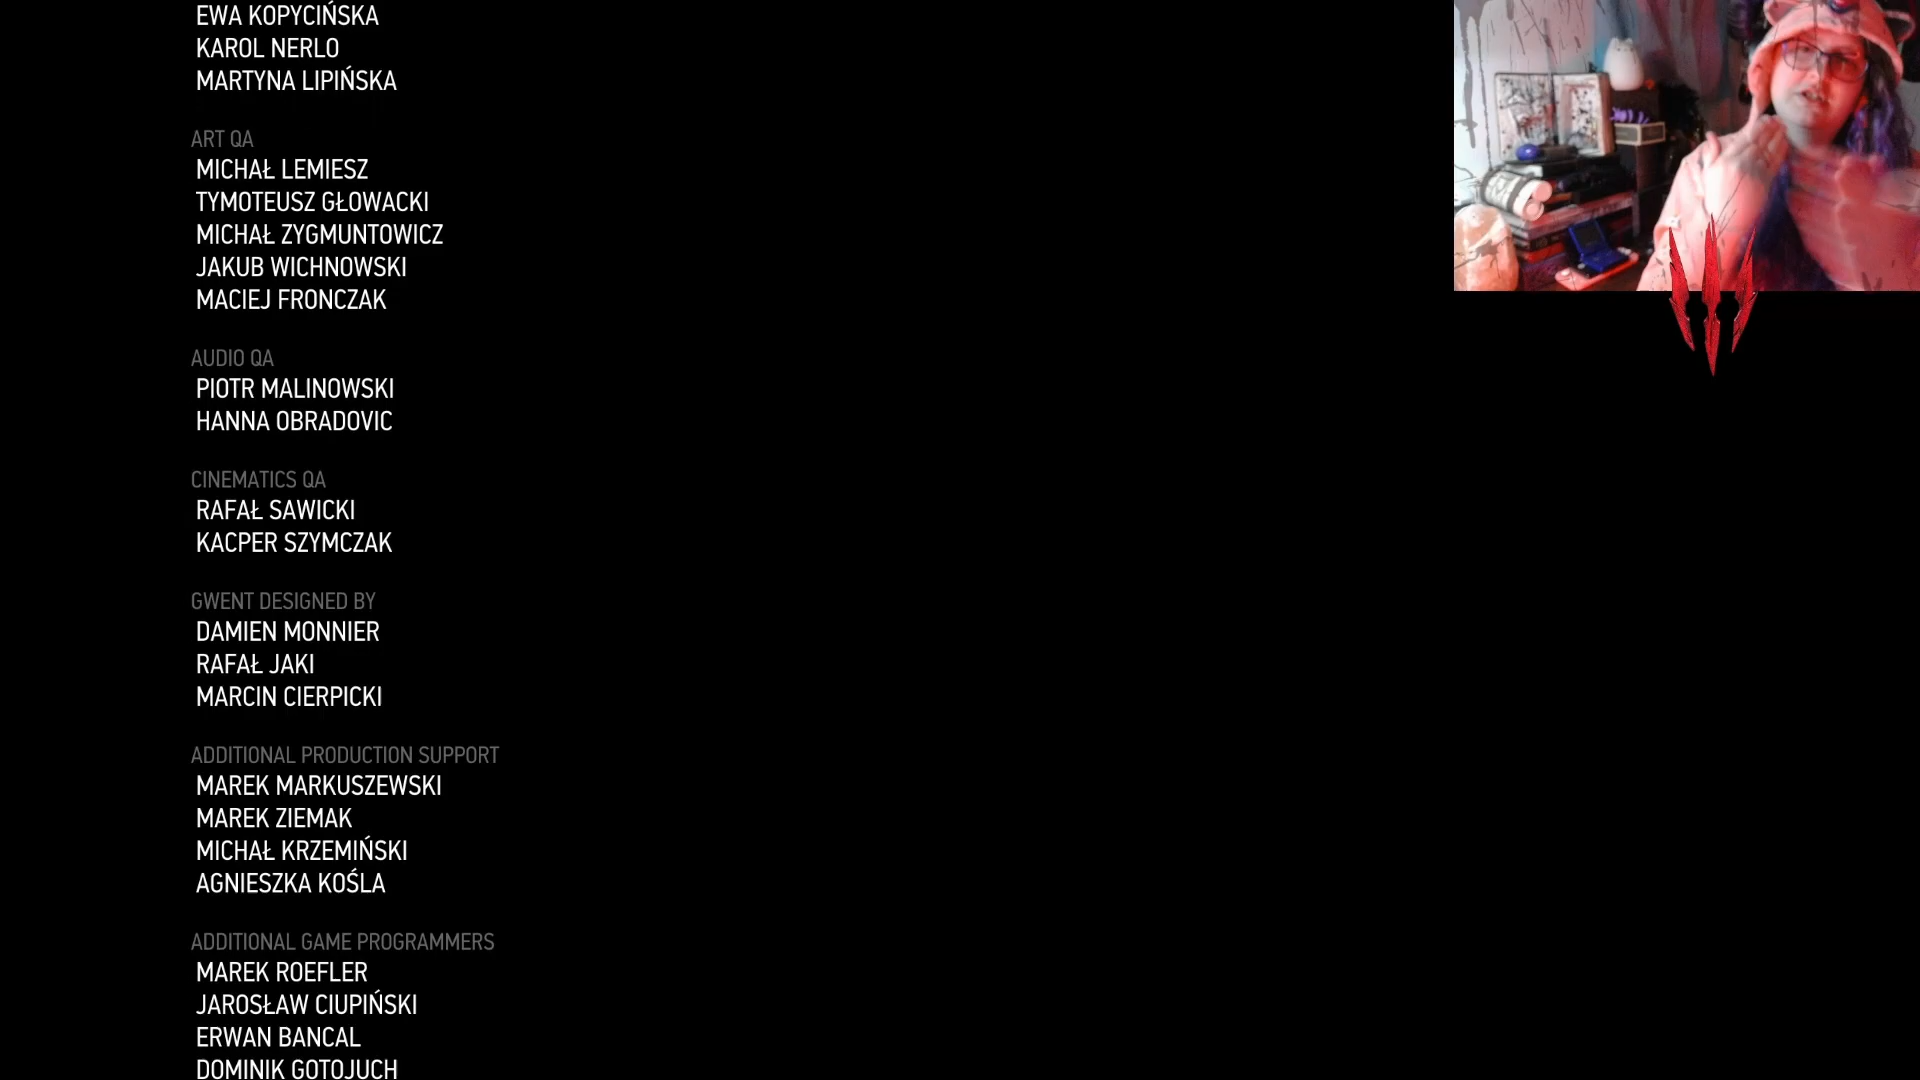 EWA KOPYCIŃSKA
KAROL NERLO
MARTYNA LIPIŃSKA
ART QA
MICHAŁ LEMIESZ
TYMOTEUSZ GŁOWACKI
MICHAŁ ZYGMUNTOWICZ
JAKUB WICHNOWSKI
MACIEJ FRONCZAK
AUDIO QA
PIOTR MALINOWSKI
HANNA OBRADOVIC
CINEMATICS QA
RAFAŁ SAWICKI
KACPER SZYMCZAK
GWENT DESIGNED BY
DAMIEN MONNIER
RAFAŁ JAKI
MARCIN CIERPICKI
ADDITIONAL PRODUCTION SUPPORT
MAREK MARKUSZEWSKI
MAREK ZIEMAK
MICHAŁ KRZEMIŃSKI
AGNIESZKA KOŚLA
ADDITIONAL GAME PROGRAMMERS
MAREK ROEFLER
JAROSŁAW CIUPIŃSKI
ERWAN BANCAL
DOMINIK GOTOJUCH